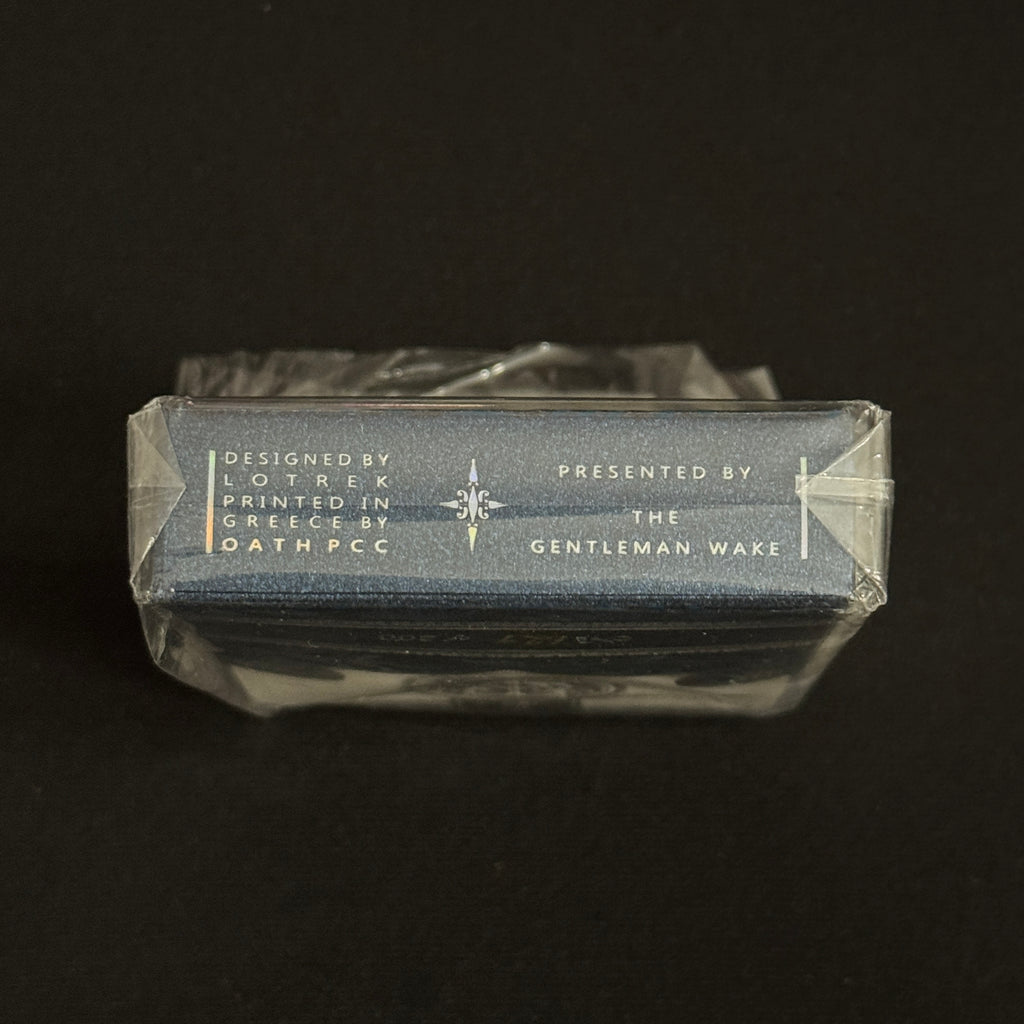 DESIGNED BY
LOTREK
PRINTED IN
GREECE BY
OATH PCC
PRESENTED BY
THE
GENTLEMAN WAKE